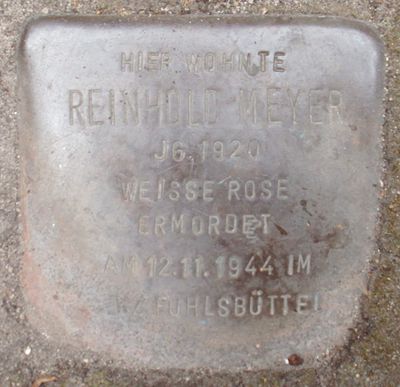 HIER WOHNTE
REINHOLD MEYER
JG. 1920
WEISSE ROSE
ERMORDET
AM 12.11.1944 IM
KZ FUHLSBÜTTEL